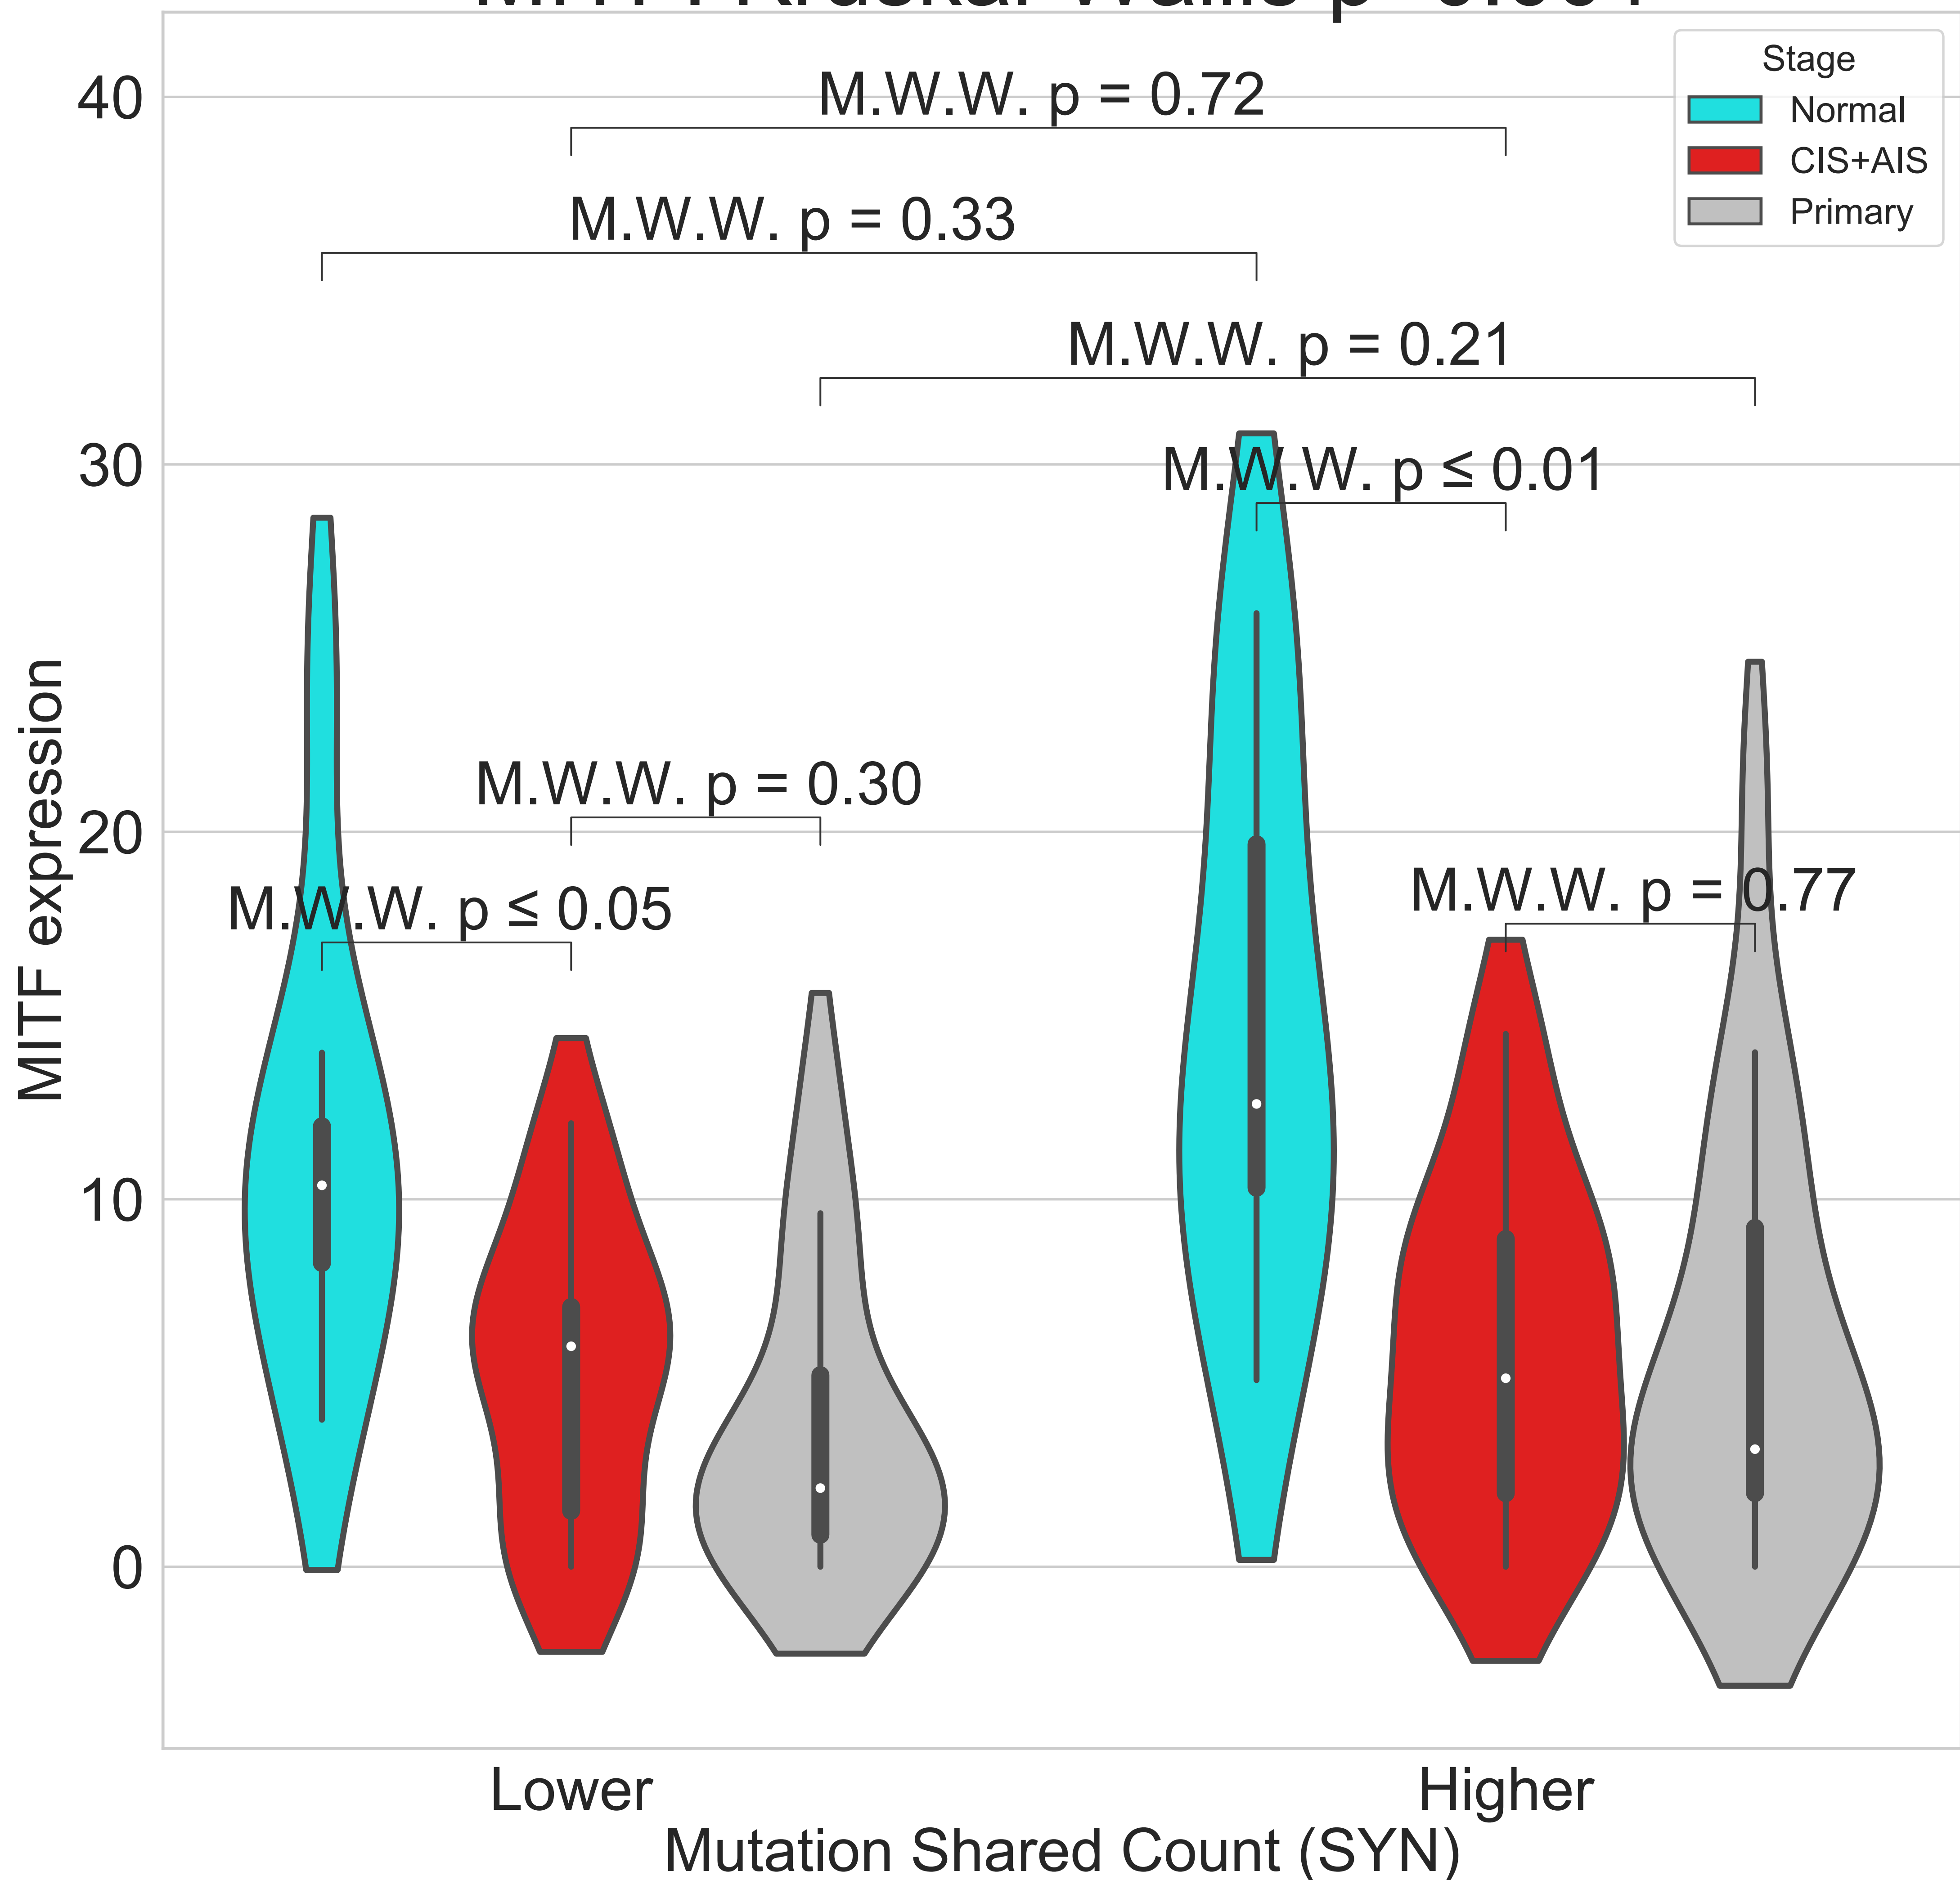 Stage
Normal
CIS+AIS
Primary
M.W.W. p = 0.72
M.W.W. p = 0.33
M.W.W. p = 0.21
M.W.W. p ≤ 0.01
M.W.W. p = 0.30
M.W.W. p ≤ 0.05
M.W.W. p = 0.77
40
30
20
10
0
MITF expression
Lower
Higher
Mutation Shared Count (SYN)